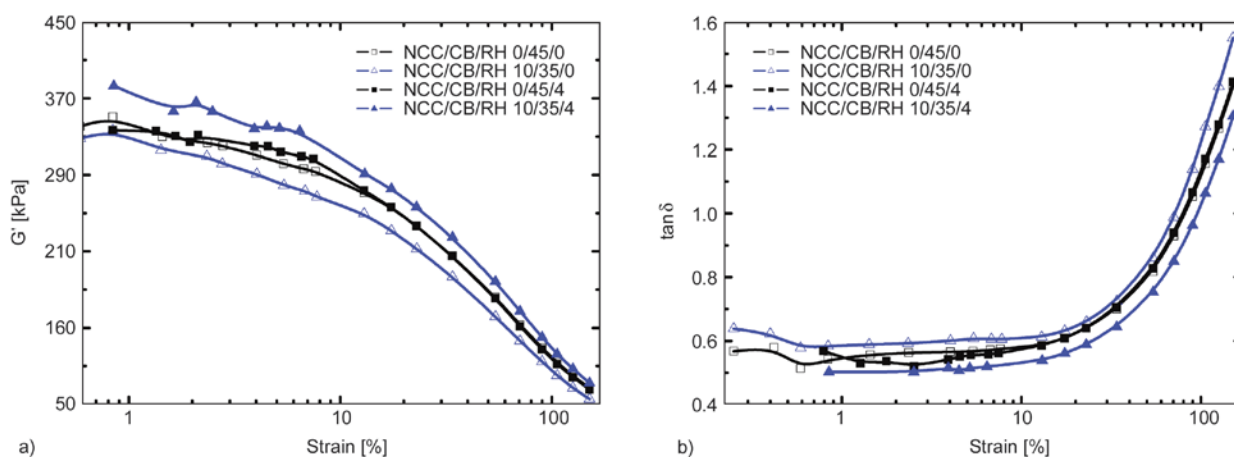 450
370
290
210
160
50
G' [kPa]
NCC/CB/RH 0/45/0
NCC/CB/RH 10/35/0
NCC/CB/RH 0/45/4
NCC/CB/RH 10/35/4
1
10
100
a)
Strain [%]
1.6
1.4
1.2
1.0
0.8
0.6
0.4
tanδ
NCC/CB/RH 0/45/0
NCC/CB/RH 10/35/0
NCC/CB/RH 0/45/4
NCC/CB/RH 10/35/4
1
10
100
b)
Strain [%]